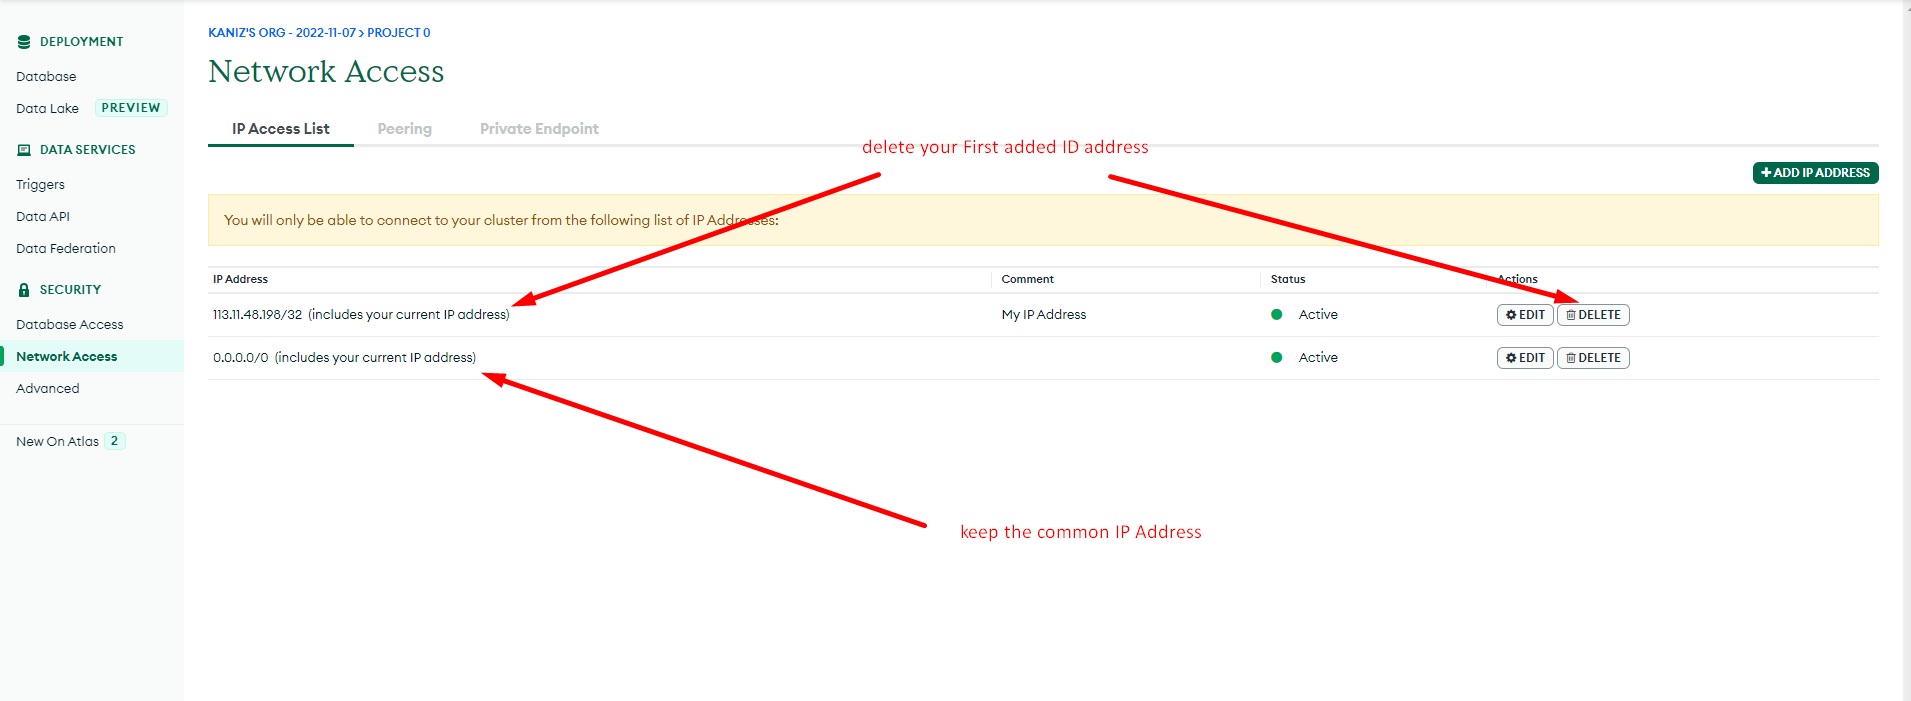 KANIZ'S ORG - 2022-11-07 > PROJECT 0
Network Access
DEPLOYMENT
Database
Data Lake PREVIEW
DATA SERVICES
Triggers
Data API
Data Federation
SECURITY
Database Access
Network Access
Advanced
New On Atlas 2
IP Access List Peering Private Endpoint
delete your First added ID address
+ ADD IP ADDRESS
You will only be able to connect to your cluster from the following list of IP Addresses:
IP Address Comment Status Actions
113.11.48.198/32 (includes your current IP address) My IP Address Active EDIT DELETE
0.0.0.0/0 (includes your current IP address) Active EDIT DELETE
keep the common IP Address